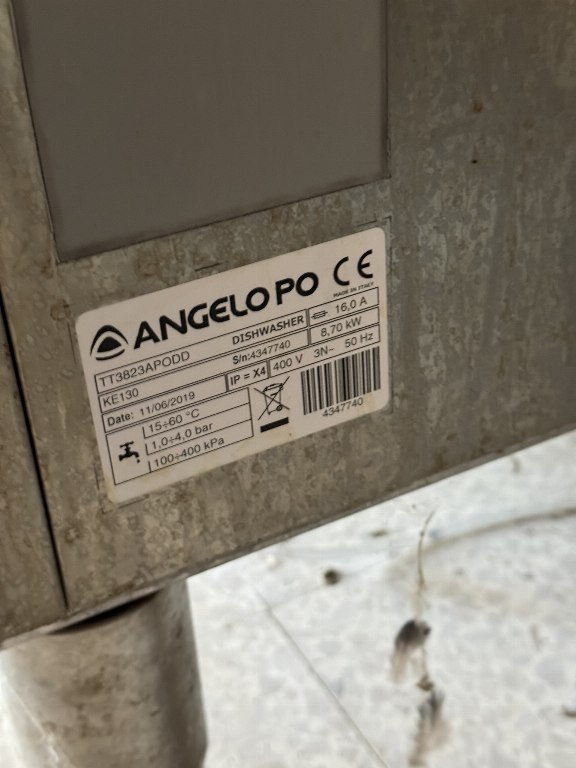 ANGELO PO CE
MADE IN ITALY
TT3823APODD DISHWASHER 16,0 A
KE130 S/n:4347740 8,70 kW
Date: 11/06/2019 IP = X4 400 V 3N~ 50 Hz
15÷60 °C
1,0÷4,0 bar
100÷400 kPa
4347740